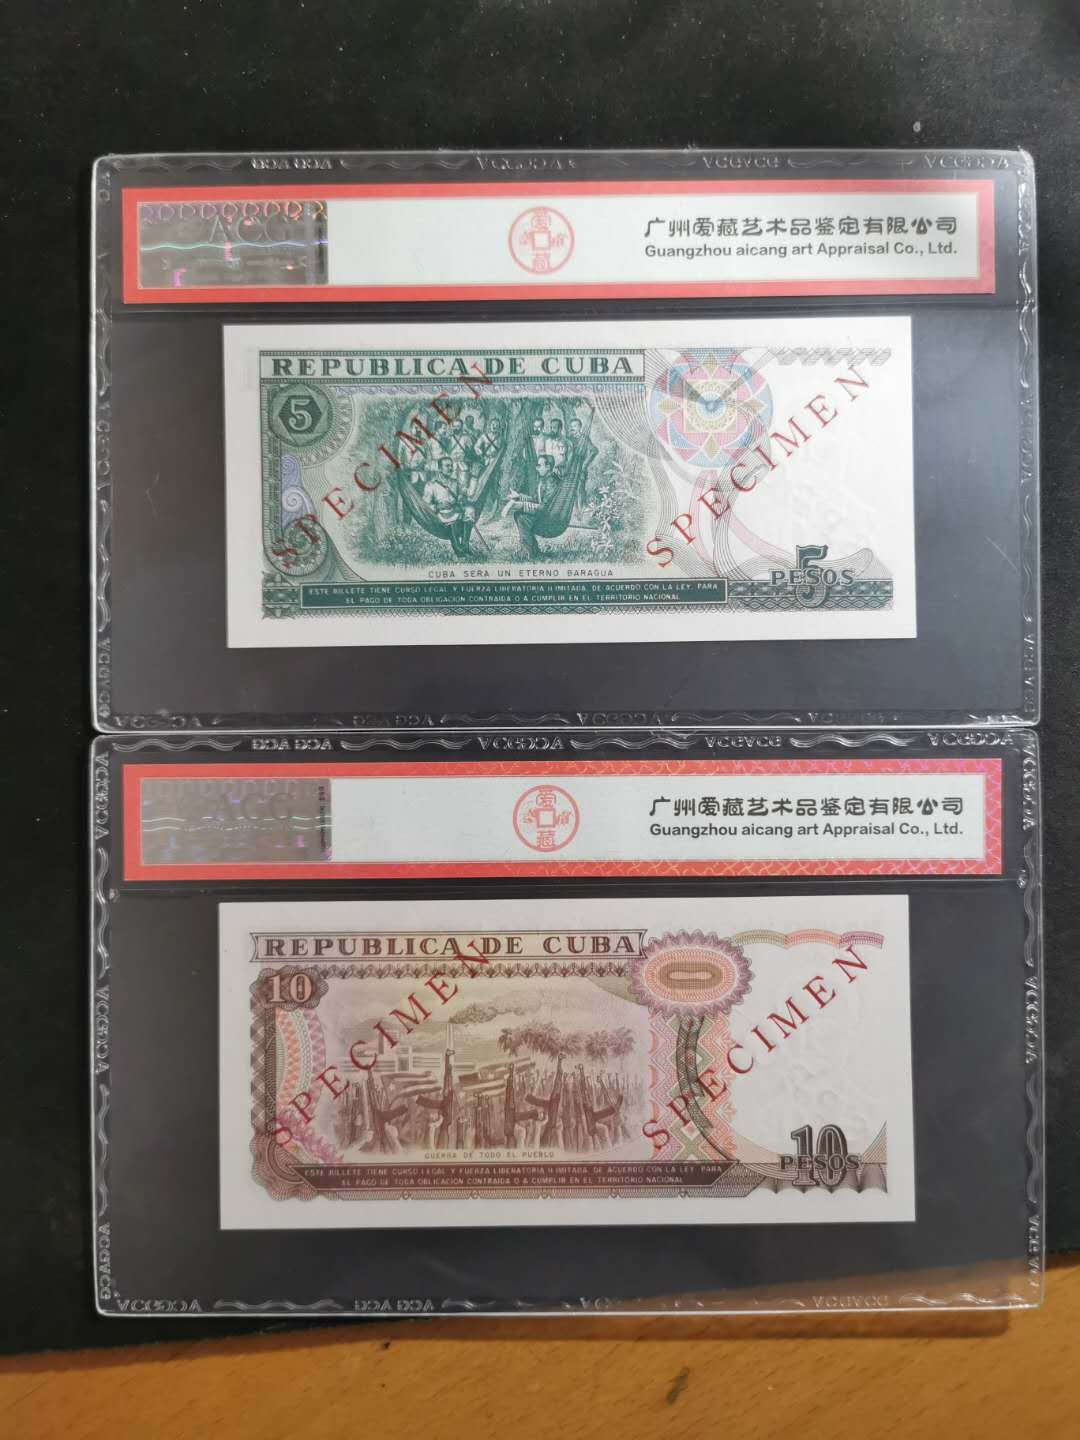 ACG
爱藏
广州爱藏艺术品鉴定有限公司
Guangzhou aicang art Appraisal Co., Ltd.
REPUBLICA DE CUBA
5
SPECIMEN
SPECIMEN
CUBA SERA UN ETERNO BARAGUA
5
PESOS
ESTE BILLETE TIENE CURSO LEGAL Y FUERZA LIBERATORIA ILIMITADA, DE ACUERDO CON LA LEY, PARA
EL PAGO DE TODA OBLIGACION CONTRAIDA O A CUMPLIR EN EL TERRITORIO NACIONAL
ACG
爱藏
广州爱藏艺术品鉴定有限公司
Guangzhou aicang art Appraisal Co., Ltd.
REPUBLICA DE CUBA
10
SPECIMEN
SPECIMEN
GUERRA DE TODO EL PUEBLO
10
PESOS
ESTE BILLETE TIENE CURSO LEGAL Y FUERZA LIBERATORIA ILIMITADA, DE ACUERDO CON LA LEY, PARA
EL PAGO DE TODA OBLIGACION CONTRAIDA O A CUMPLIR EN EL TERRITORIO NACIONAL